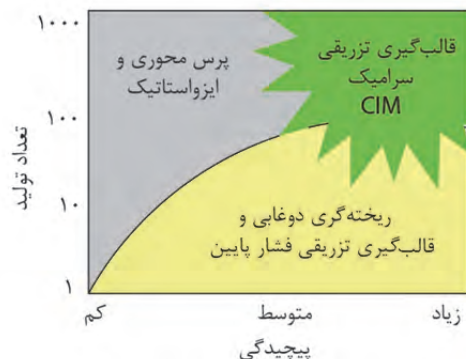 ۱۰۰۰
۱۰۰
۱۰
۱
تعداد تولید
پرس محوری و
ایزواستاتیک
قالب‌گیری تزریقی
سرامیک
CIM
ریخته‌گری دوغابی و
قالب‌گیری تزریقی فشار پایین
کم
متوسط
زیاد
پیچیدگی